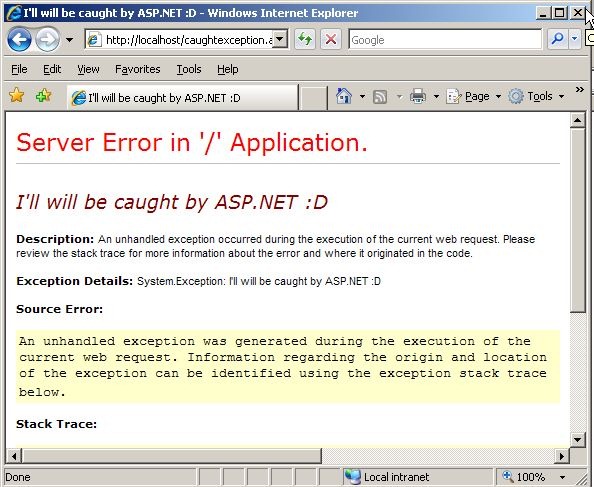 I'll will be caught by ASP.NET :D - Windows Internet Explorer
http://localhost/caughtexception.a
Google
File Edit View Favorites Tools Help
I'll will be caught by ASP.NET :D
Page Tools »
Server Error in '/' Application.
I'll will be caught by ASP.NET :D
Description: An unhandled exception occurred during the execution of the current web request. Please
review the stack trace for more information about the error and where it originated in the code.
Exception Details: System.Exception: I'll will be caught by ASP.NET :D
Source Error:
An unhandled exception was generated during the execution of the
current web request. Information regarding the origin and location
of the exception can be identified using the exception stack trace
below.
Stack Trace:
Done Local intranet 100%